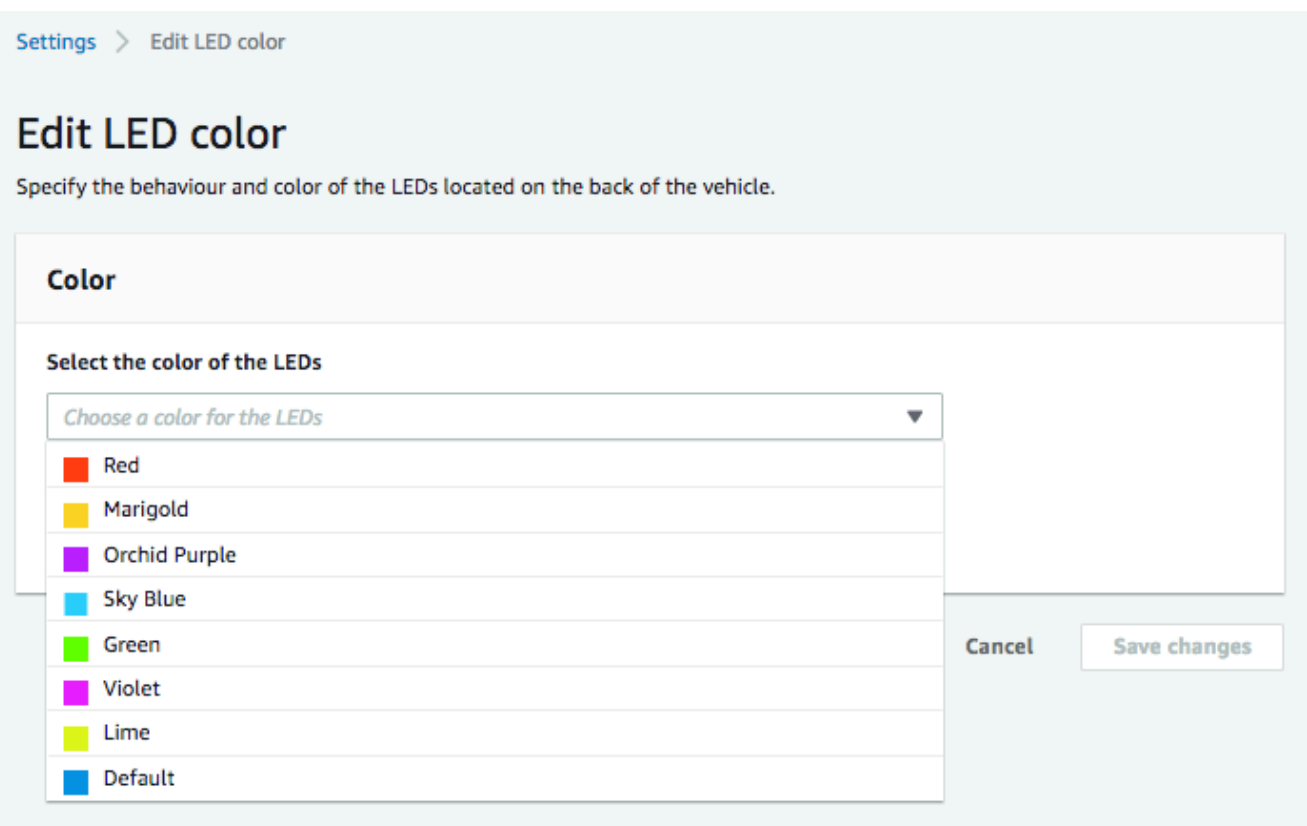 Settings > Edit LED color
Edit LED color
Specify the behaviour and color of the LEDs located on the back of the vehicle.
Color
Select the color of the LEDs
Choose a color for the LEDs
Red
Marigold
Orchid Purple
Sky Blue
Green
Cancel Save changes
Violet
Lime
Default